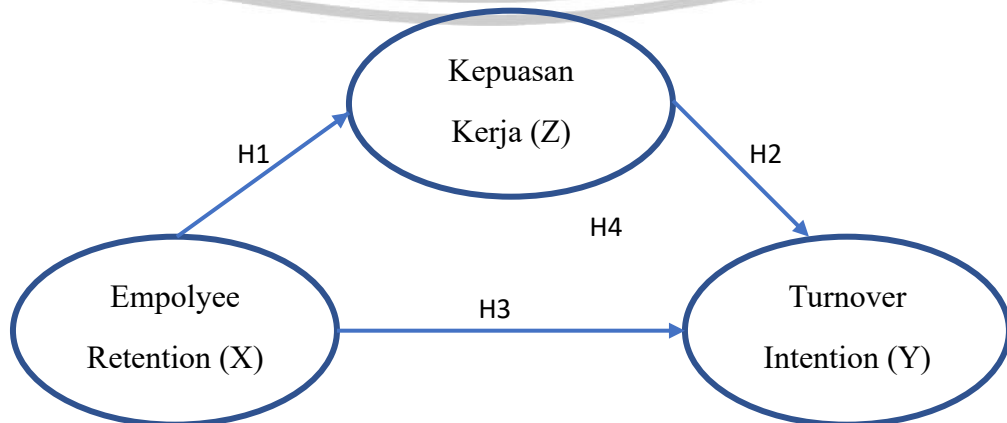 Kepuasan
Kerja (Z)
H1
H2
H4
Empolyee
Retention (X)
H3
Turnover
Intention (Y)